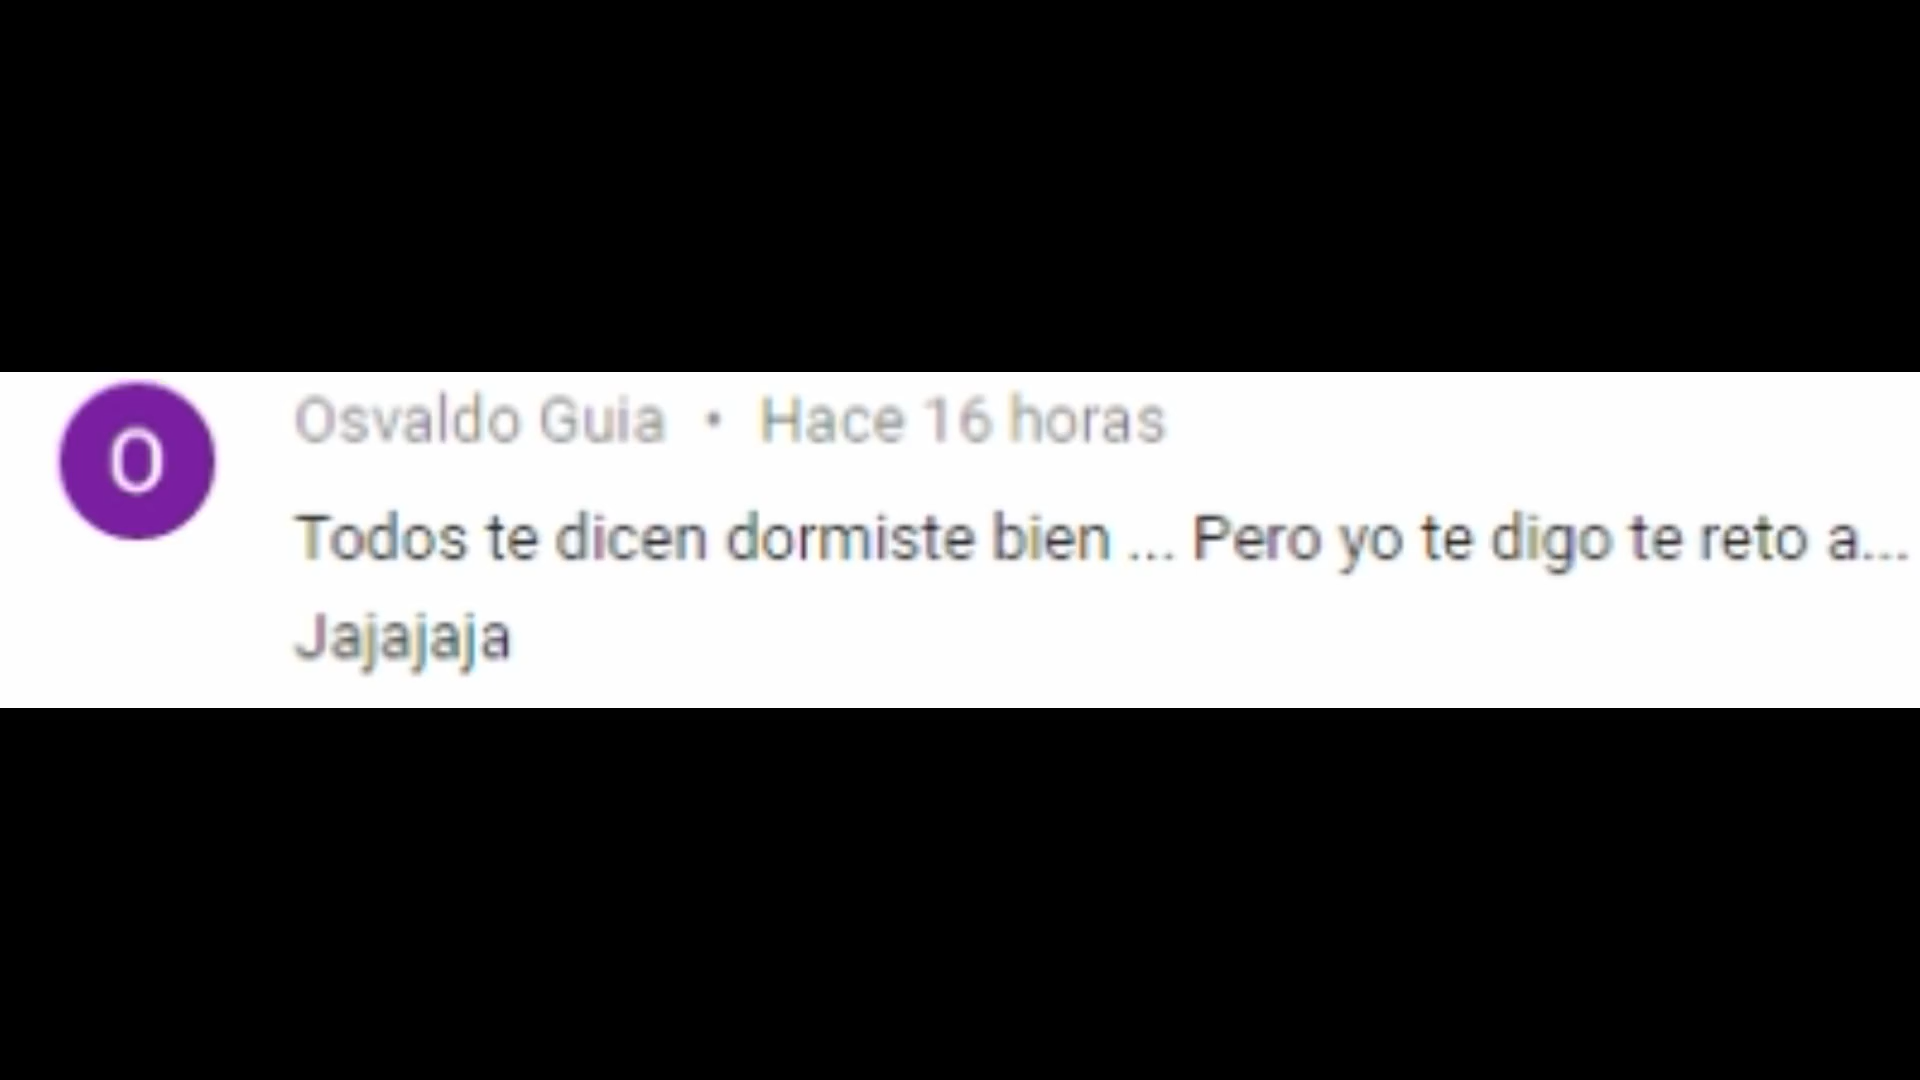 O
Osvaldo Guia • Hace 16 horas
Todos te dicen dormiste bien ... Pero yo te digo te reto a...
Jajajaja